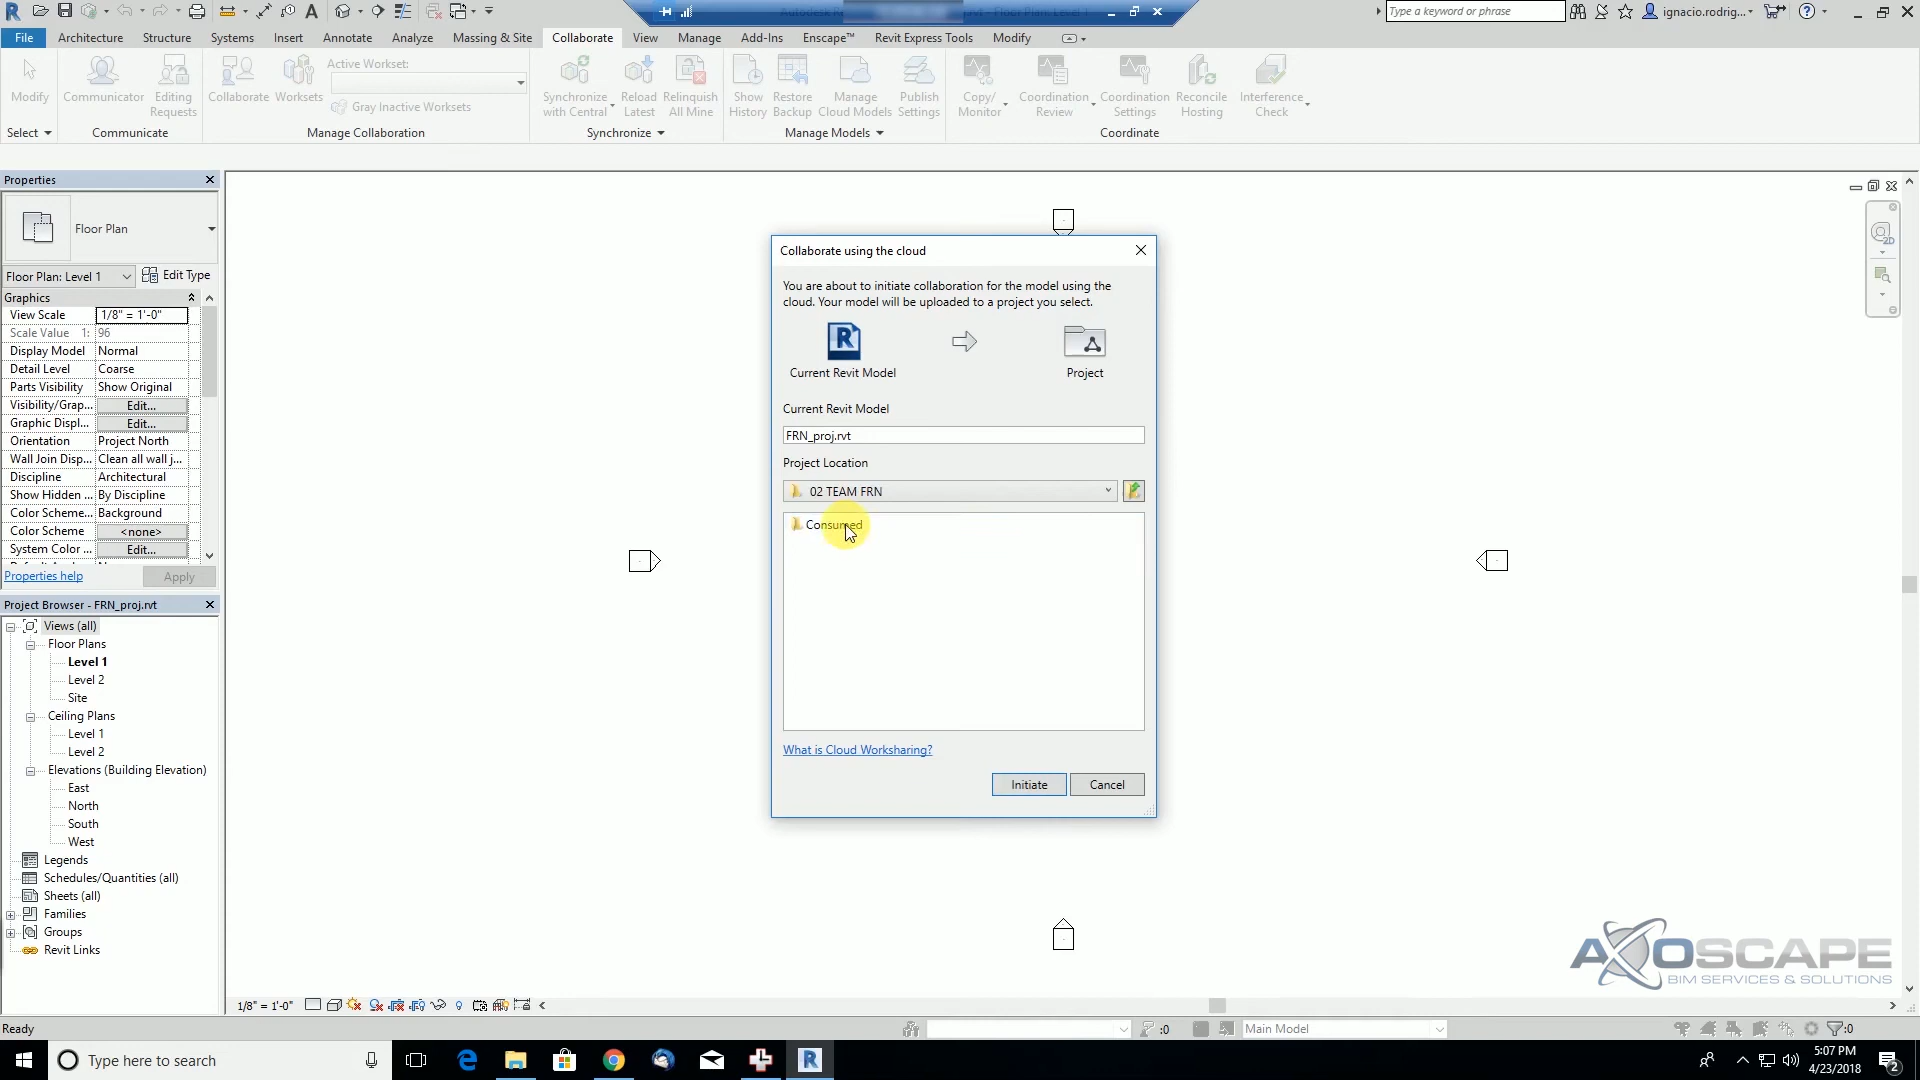 Type a keyword or phrase
ignacio.rodrig...
File Architecture Structure Systems Insert Annotate Analyze Massing & Site Collaborate View Manage Add-Ins Enscape™ Revit Express Tools Modify
Modify
Communicator
Editing
Requests
Collaborate
Worksets
Active Workset:
Gray Inactive Worksets
Synchronize
with Central
Reload
Latest
Relinquish
All Mine
Show
History
Restore
Backup
Manage
Cloud Models
Publish
Settings
Copy/
Monitor
Coordination
Review
Coordination
Settings
Reconcile
Hosting
Interference
Check
Select
Communicate
Manage Collaboration
Synchronize
Manage Models
Coordinate
Properties
Floor Plan
Floor Plan: Level 1
Edit Type
Graphics
View Scale 1/8" = 1'-0"
Scale Value 1: 96
Display Model Normal
Detail Level Coarse
Parts Visibility Show Original
Visibility/Grap... Edit...
Graphic Displ... Edit...
Orientation Project North
Wall Join Disp... Clean all wall j...
Discipline Architectural
Show Hidden ... By Discipline
Color Scheme... Background
Color Scheme <none>
System Color ... Edit...
Properties help
Apply
Project Browser - FRN_proj.rvt
Views (all)
Floor Plans
Level 1
Level 2
Site
Ceiling Plans
Level 1
Level 2
Elevations (Building Elevation)
East
North
South
West
Legends
Schedules/Quantities (all)
Sheets (all)
Families
Groups
Revit Links
Collaborate using the cloud
You are about to initiate collaboration for the model using the
cloud. Your model will be uploaded to a project you select.
Current Revit Model
Project
Current Revit Model
FRN_proj.rvt
Project Location
02 TEAM FRN
Consumed
What is Cloud Worksharing?
Initiate
Cancel
2D
AXOSCAPE
BIM SERVICES & SOLUTIONS
1/8" = 1'-0"
Ready
:0
Main Model
:0
Type here to search
5:07 PM
4/23/2018
2